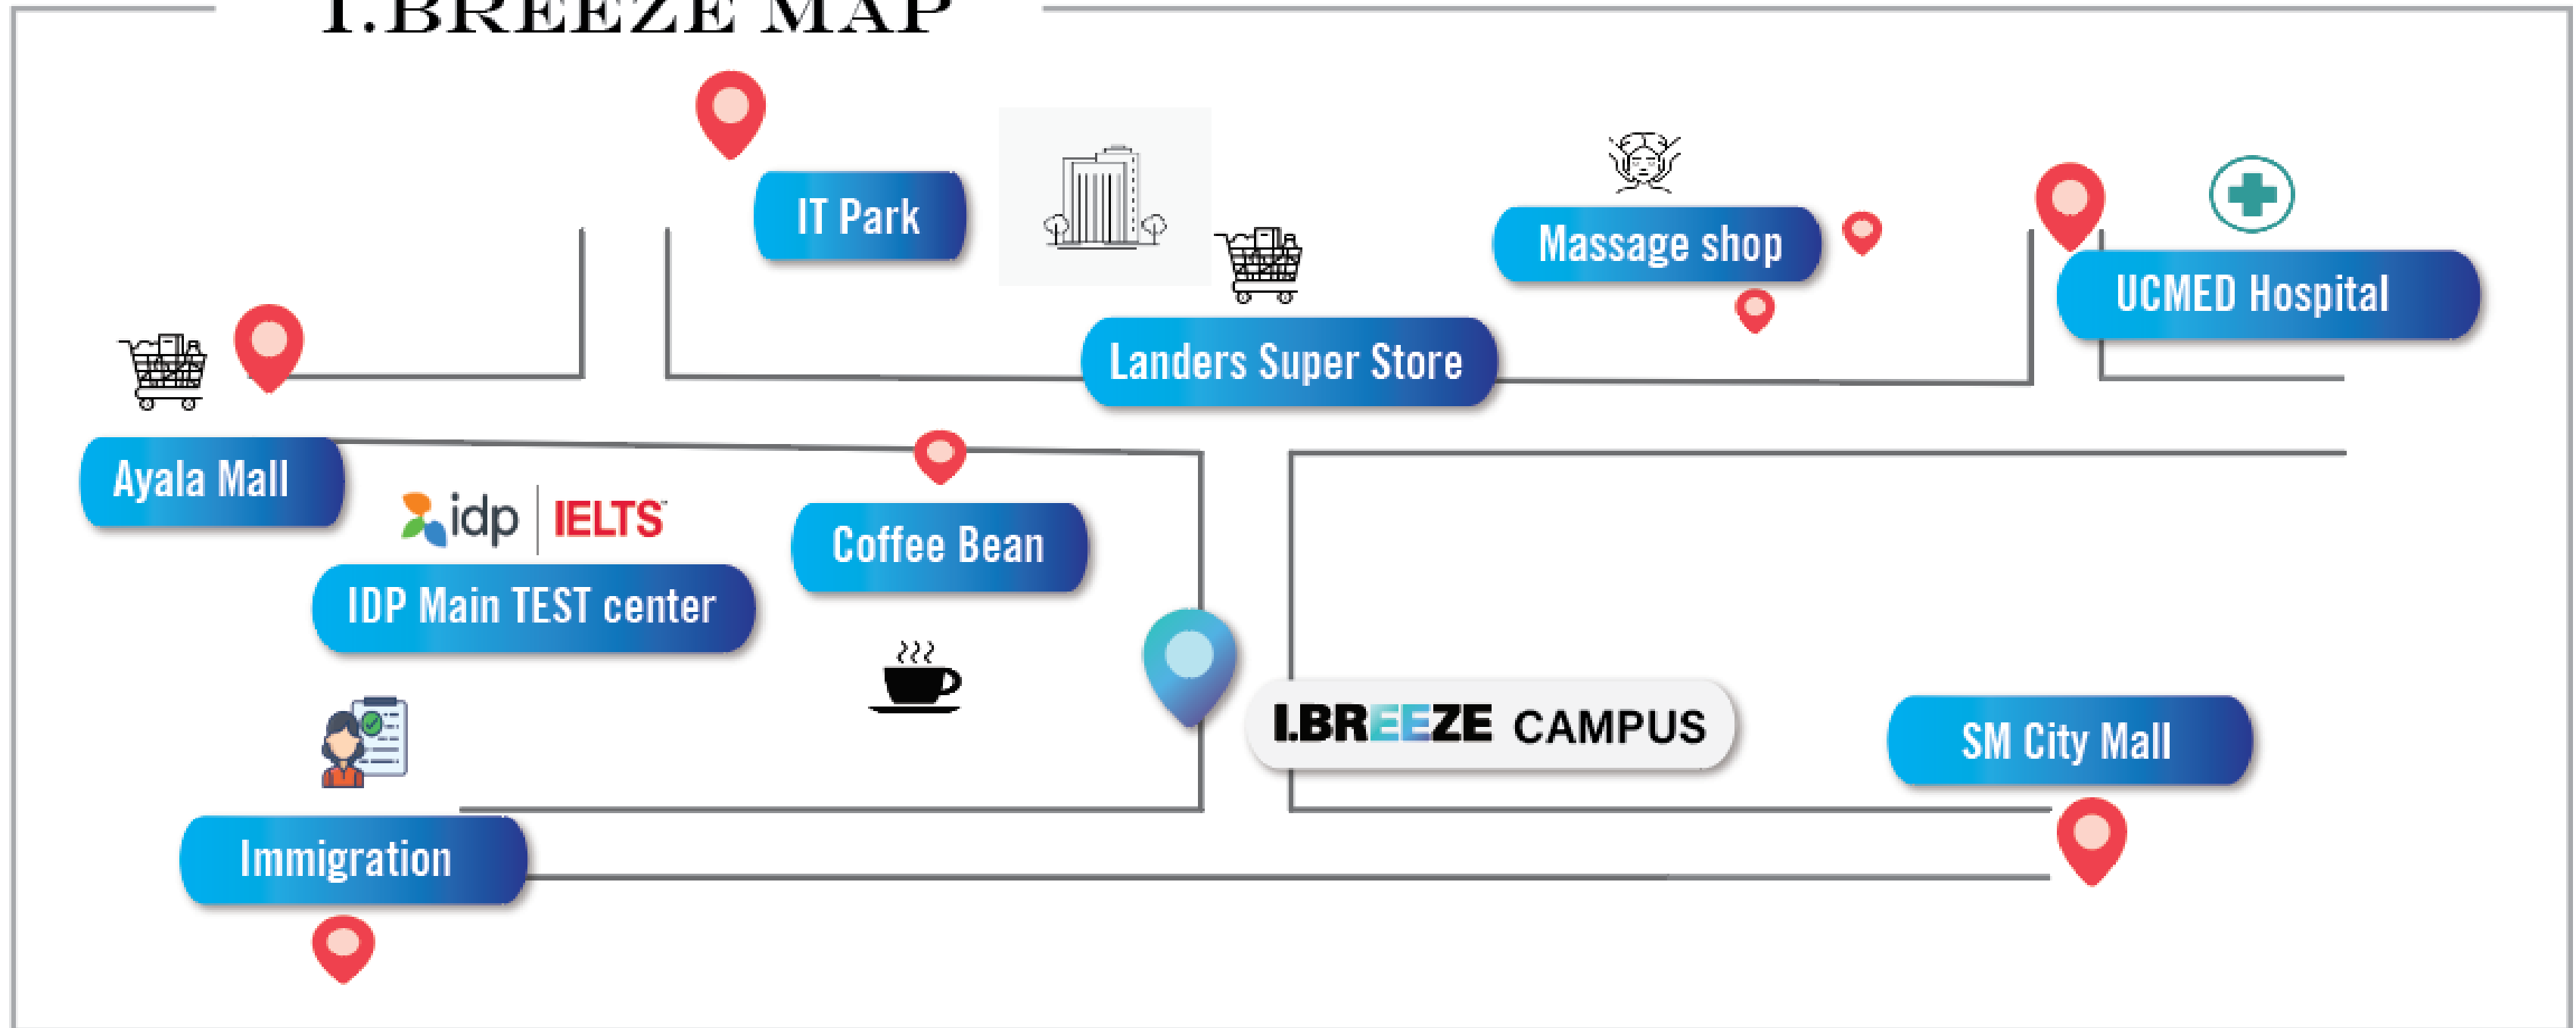 I.BREEZE MAP
IT Park
Massage shop
UCMED Hospital
Landers Super Store
Ayala Mall
idp | IELTS™
Coffee Bean
IDP Main TEST center
I.BREEZE CAMPUS
SM City Mall
Immigration